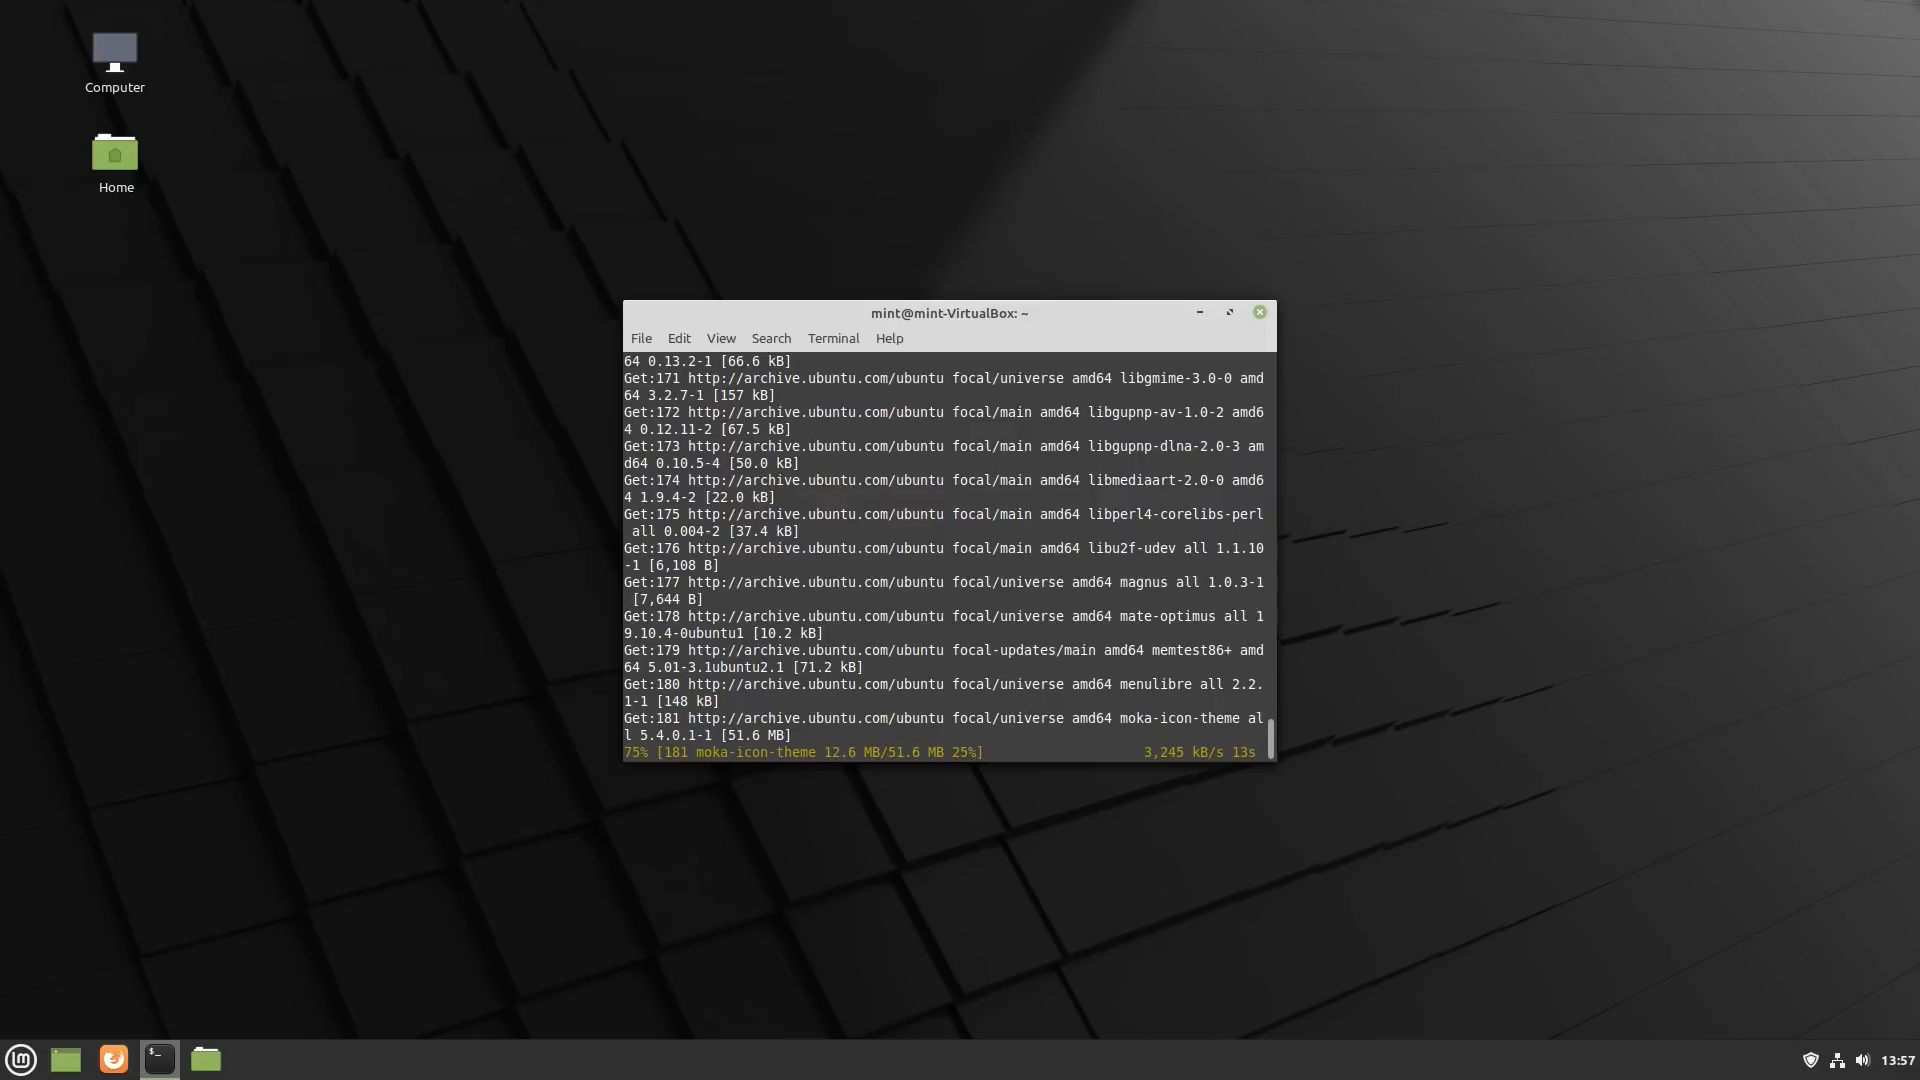 Computer
Home
mint@mint-VirtualBox: ~
File Edit View Search Terminal Help
64 0.13.2-1 [66.6 kB]
Get:171 http://archive.ubuntu.com/ubuntu focal/universe amd64 libgmime-3.0-0 amd
64 3.2.7-1 [157 kB]
Get:172 http://archive.ubuntu.com/ubuntu focal/main amd64 libgupnp-av-1.0-2 amd6
4 0.12.11-2 [67.5 kB]
Get:173 http://archive.ubuntu.com/ubuntu focal/main amd64 libgupnp-dlna-2.0-3 am
d64 0.10.5-4 [50.0 kB]
Get:174 http://archive.ubuntu.com/ubuntu focal/main amd64 libmediaart-2.0-0 amd6
4 1.9.4-2 [22.0 kB]
Get:175 http://archive.ubuntu.com/ubuntu focal/main amd64 libperl4-corelibs-perl
 all 0.004-2 [37.4 kB]
Get:176 http://archive.ubuntu.com/ubuntu focal/main amd64 libu2f-udev all 1.1.10
-1 [6,108 B]
Get:177 http://archive.ubuntu.com/ubuntu focal/universe amd64 magnus all 1.0.3-1
 [7,644 B]
Get:178 http://archive.ubuntu.com/ubuntu focal/universe amd64 mate-optimus all 1
9.10.4-0ubuntu1 [10.2 kB]
Get:179 http://archive.ubuntu.com/ubuntu focal-updates/main amd64 memtest86+ amd
64 5.01-3.1ubuntu2.1 [71.2 kB]
Get:180 http://archive.ubuntu.com/ubuntu focal/universe amd64 menulibre all 2.2.
1-1 [148 kB]
Get:181 http://archive.ubuntu.com/ubuntu focal/universe amd64 moka-icon-theme al
l 5.4.0.1-1 [51.6 MB]
75% [181 moka-icon-theme 12.6 MB/51.6 MB 25%] 3,245 kB/s 13s
lm
$_
13:57